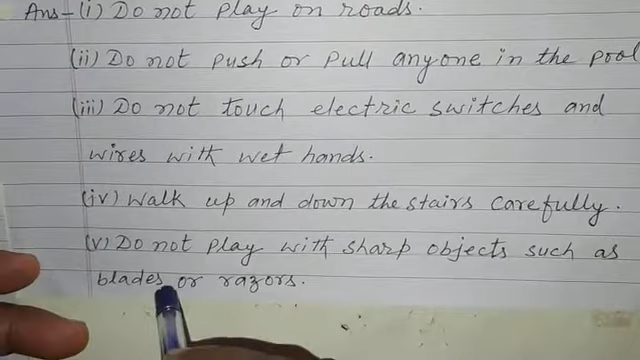 Ans-(i) Do not play on roads.
(ii) Do not push or pull anyone in the pool
(iii) Do not touch electric switches and
wires with wet hands.
(iv) Walk up and down the stairs carefully.
(v) Do not play with sharp objects such as
blades or razors.